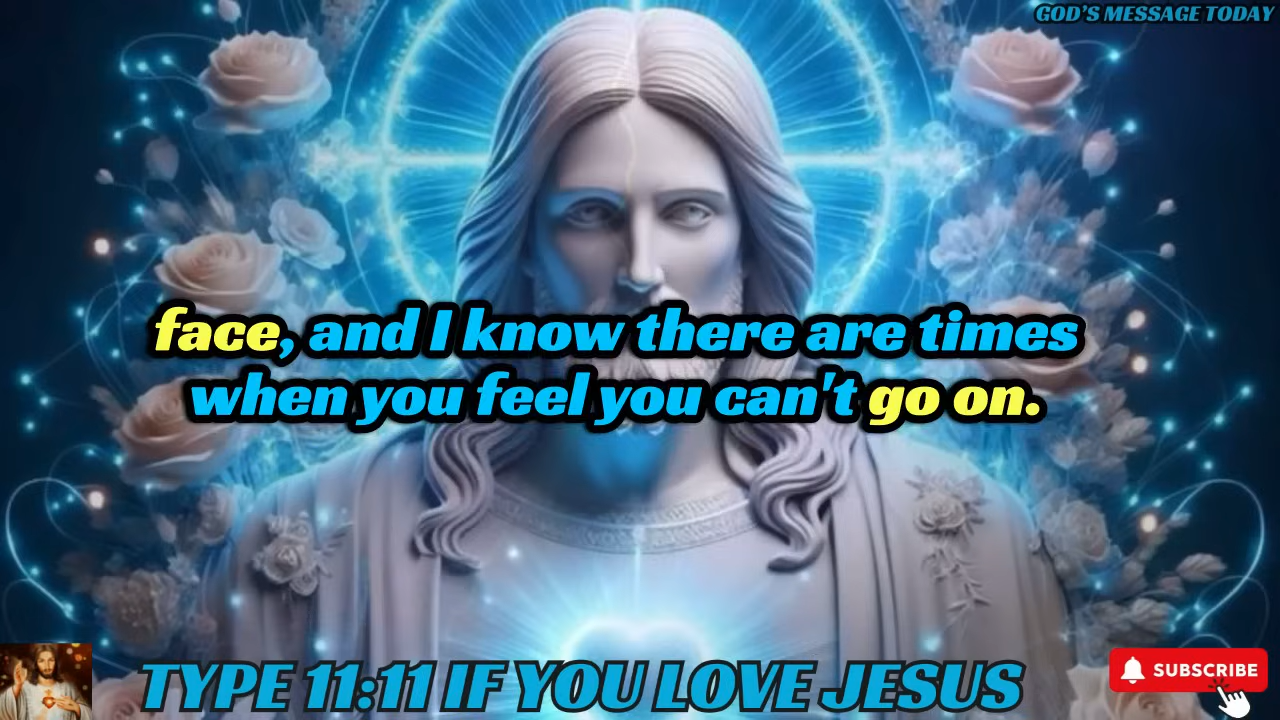 GOD'S MESSAGE TODAY
face, and I know there are times
when you feel you can't go on.
TYPE 11:11 IF YOU LOVE JESUS
SUBSCRIBE